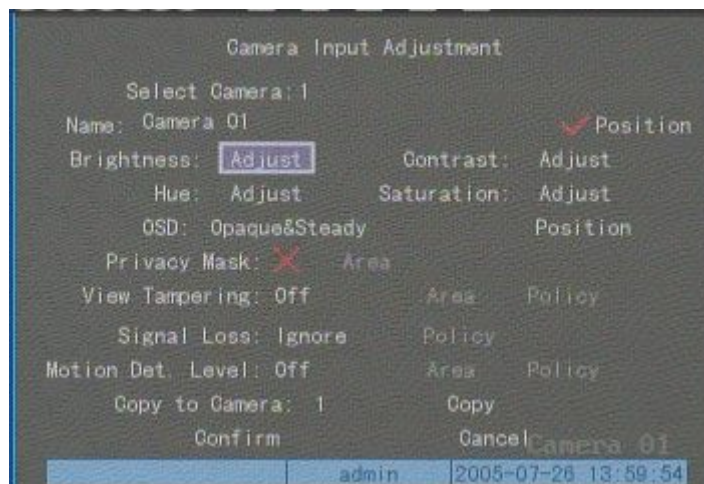 Camera Input Adjustment
Select Camera: 1
Name: Camera 01 Position
Brightness: Adjust Contrast: Adjust
Hue: Adjust Saturation: Adjust
OSD: Opaque&Steady Position
Privacy Mask: Area
View Tampering: Off Area Policy
Signal Loss: Ignore Policy
Motion Det. Level: Off Area Policy
Copy to Camera: 1 Copy
Confirm Cancel
Camera 01
admin 2005-07-26 13:59:54